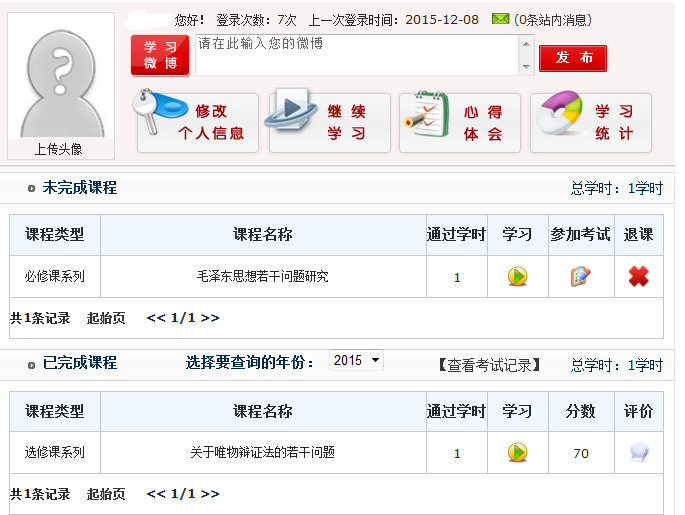 您好！ 登录次数：7次 上一次登录时间：2015-12-08 (0条站内消息)
学 习
微 博
请在此输入您的微博
发 布
上传头像
修改
个人信息
继 续
学 习
心 得
体 会
学 习
统 计
未完成课程 总学时：1学时
课程类型 课程名称 通过学时 学习 参加考试 退课
必修课系列 毛泽东思想若干问题研究 1
共1条记录 起始页 << 1/1 >>
已完成课程 选择要查询的年份： 2015 【查看考试记录】 总学时：1学时
课程类型 课程名称 通过学时 学习 分数 评价
选修课系列 关于唯物辩证法的若干问题 1 70
共1条记录 起始页 << 1/1 >>